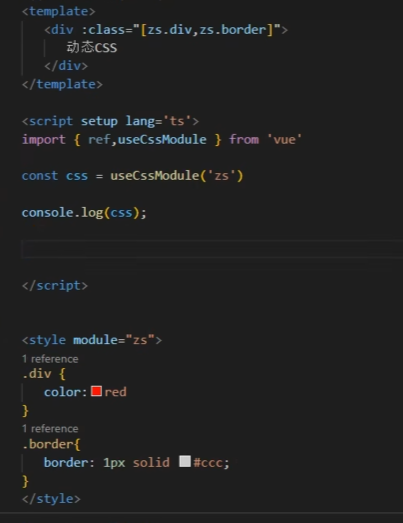 <template>
<div :class="[zs.div,zs.border]">
动态CSS
</div>
</template>
<script setup lang='ts'>
import { ref,useCssModule } from 'vue'
const css = useCssModule('zs')
console.log(css);
</script>
<style module="zs">
1 reference
.div {
color:red
}
1 reference
.border{
border: 1px solid #ccc;
}
</style>